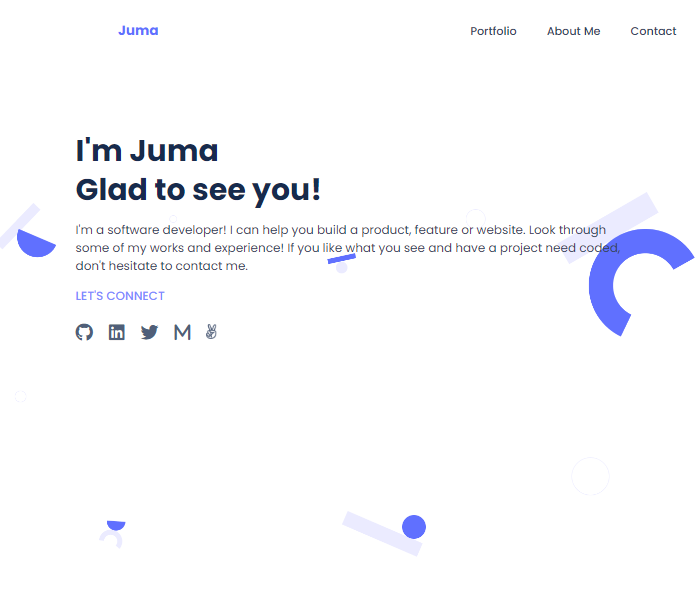 Juma
Portfolio
About Me
Contact
I'm Juma
Glad to see you!
I'm a software developer! I can help you build a product, feature or website. Look through
some of my works and experience! If you like what you see and have a project need coded,
don't hesitate to contact me.
LET'S CONNECT